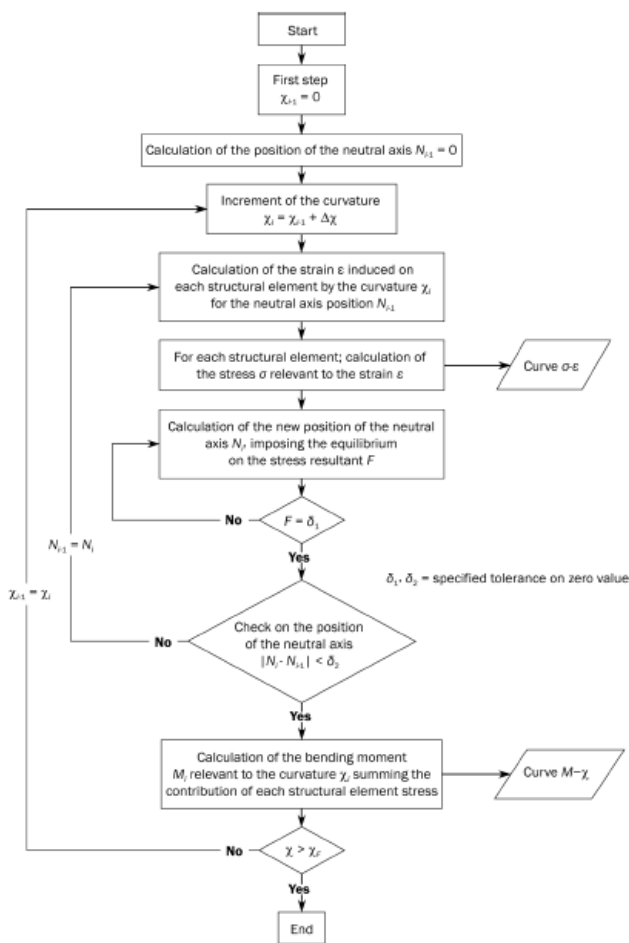 Start
First step
χᵢ₋₁ = 0
Calculation of the position of the neutral axis Nᵢ₋₁ = 0
Increment of the curvature
χᵢ = χᵢ₋₁ + Δχ
Calculation of the strain ε induced on
each structural element by the curvature χᵢ
for the neutral axis position Nᵢ₋₁
For each structural element; calculation of
the stress σ relevant to the strain ε
Curve σ-ε
Calculation of the new position of the neutral
axis Nᵢ, imposing the equilibrium
on the stress resultant F
F = δ₁
No
Yes
Nᵢ₋₁ = Nᵢ
χᵢ₋₁ = χᵢ
δ₁, δ₂ = specified tolerance on zero value
Check on the position
of the neutral axis
|Nᵢ - Nᵢ₋₁| < δ₂
No
Yes
Calculation of the bending moment
Mᵢ relevant to the curvature χᵢ summing the
contribution of each structural element stress
Curve M–χ
χ > χ_F
No
Yes
End